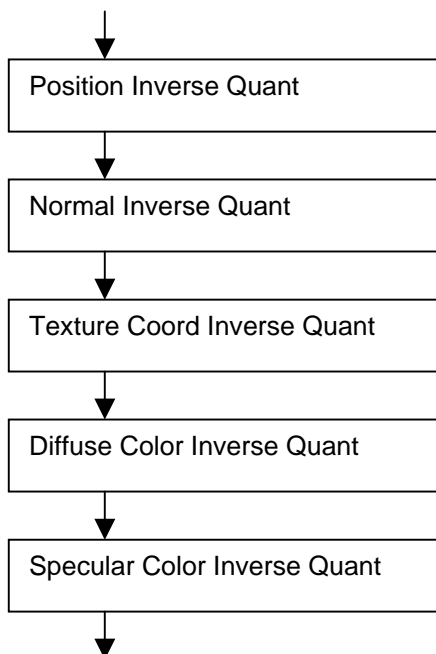 Position Inverse Quant
Normal Inverse Quant
Texture Coord Inverse Quant
Diffuse Color Inverse Quant
Specular Color Inverse Quant